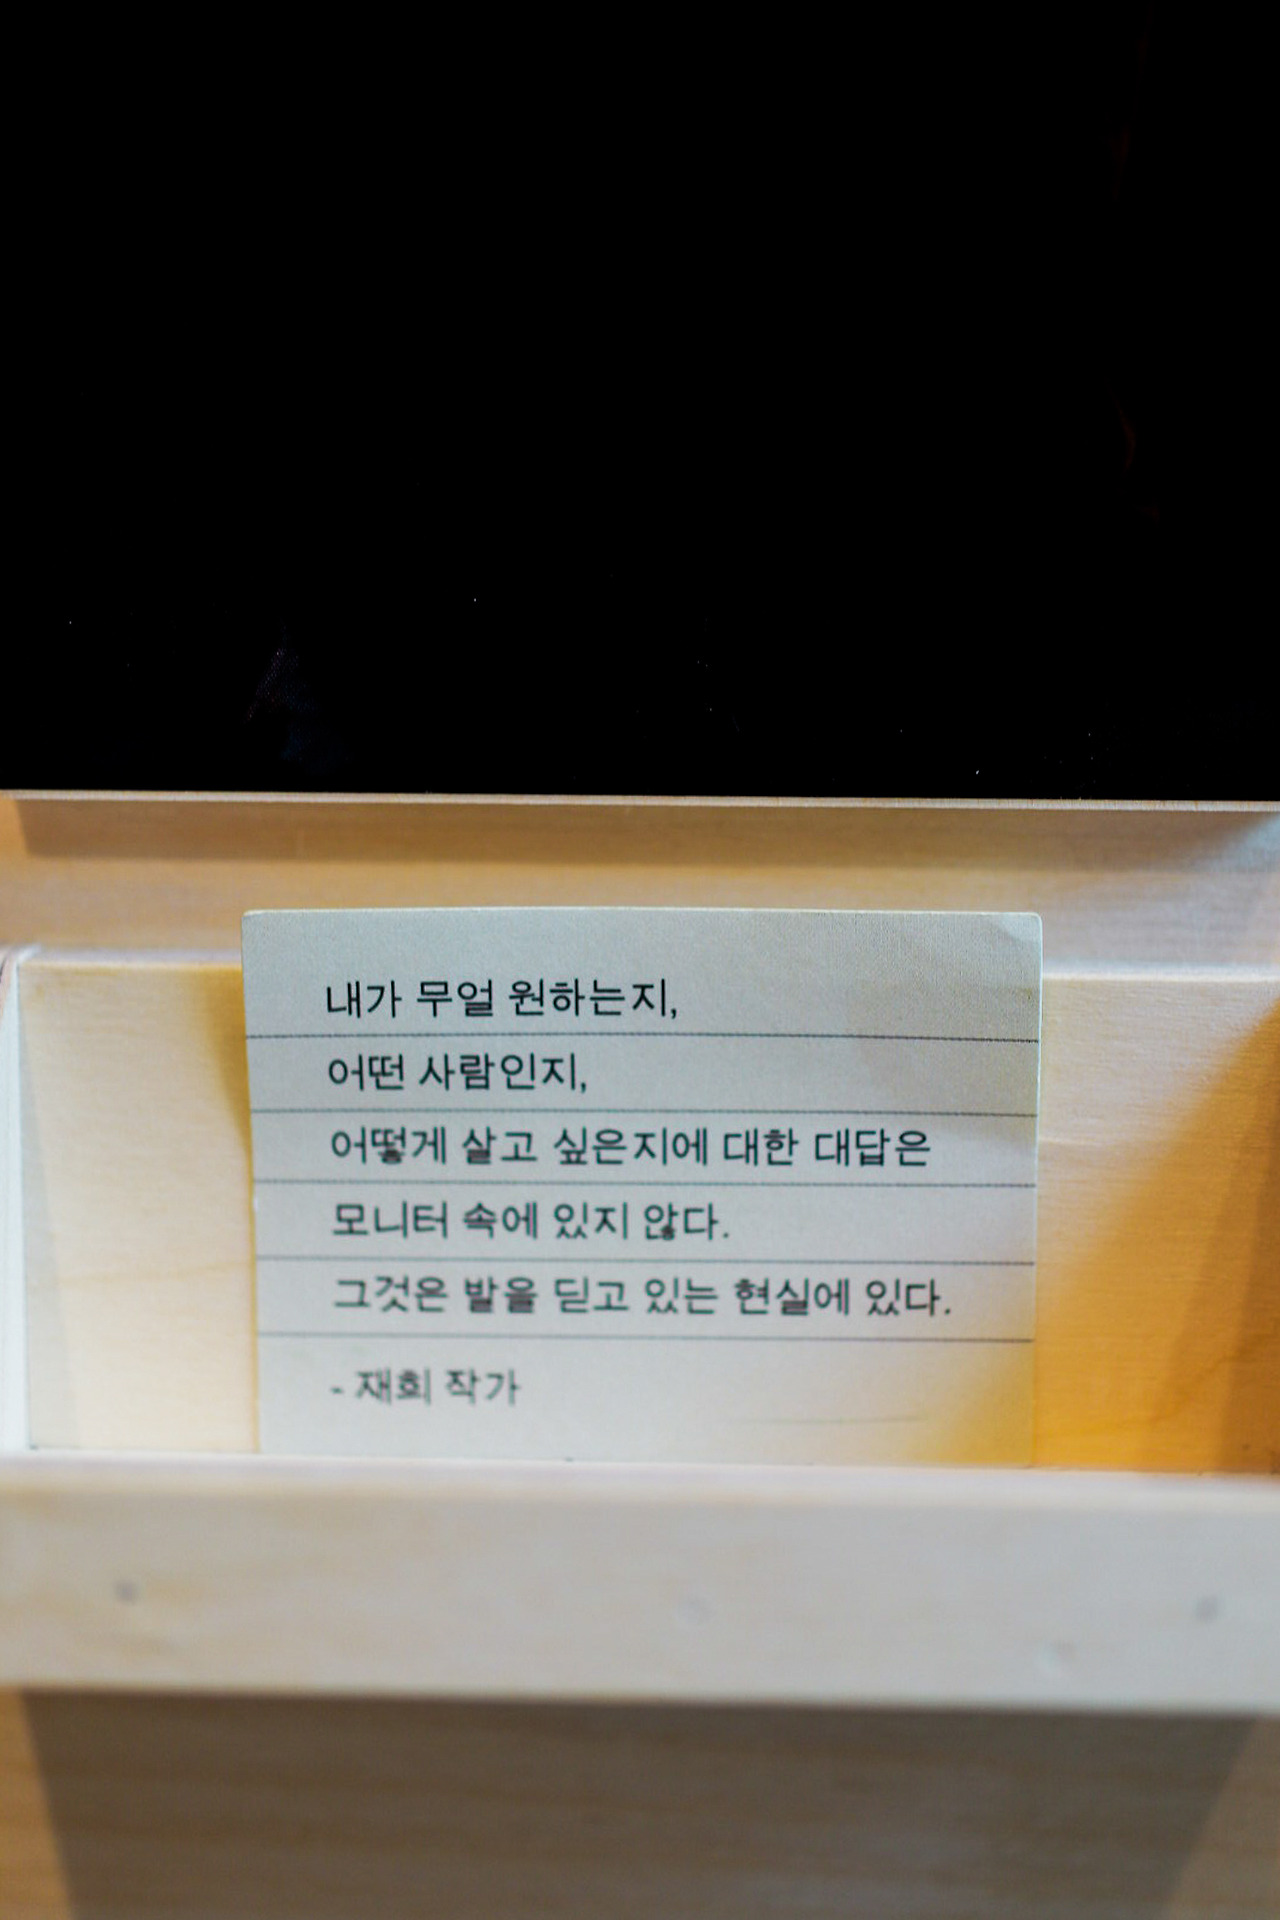 내가 무얼 원하는지,
어떤 사람인지,
어떻게 살고 싶은지에 대한 대답은
모니터 속에 있지 않다.
그것은 발을 딛고 있는 현실에 있다.
- 재희 작가